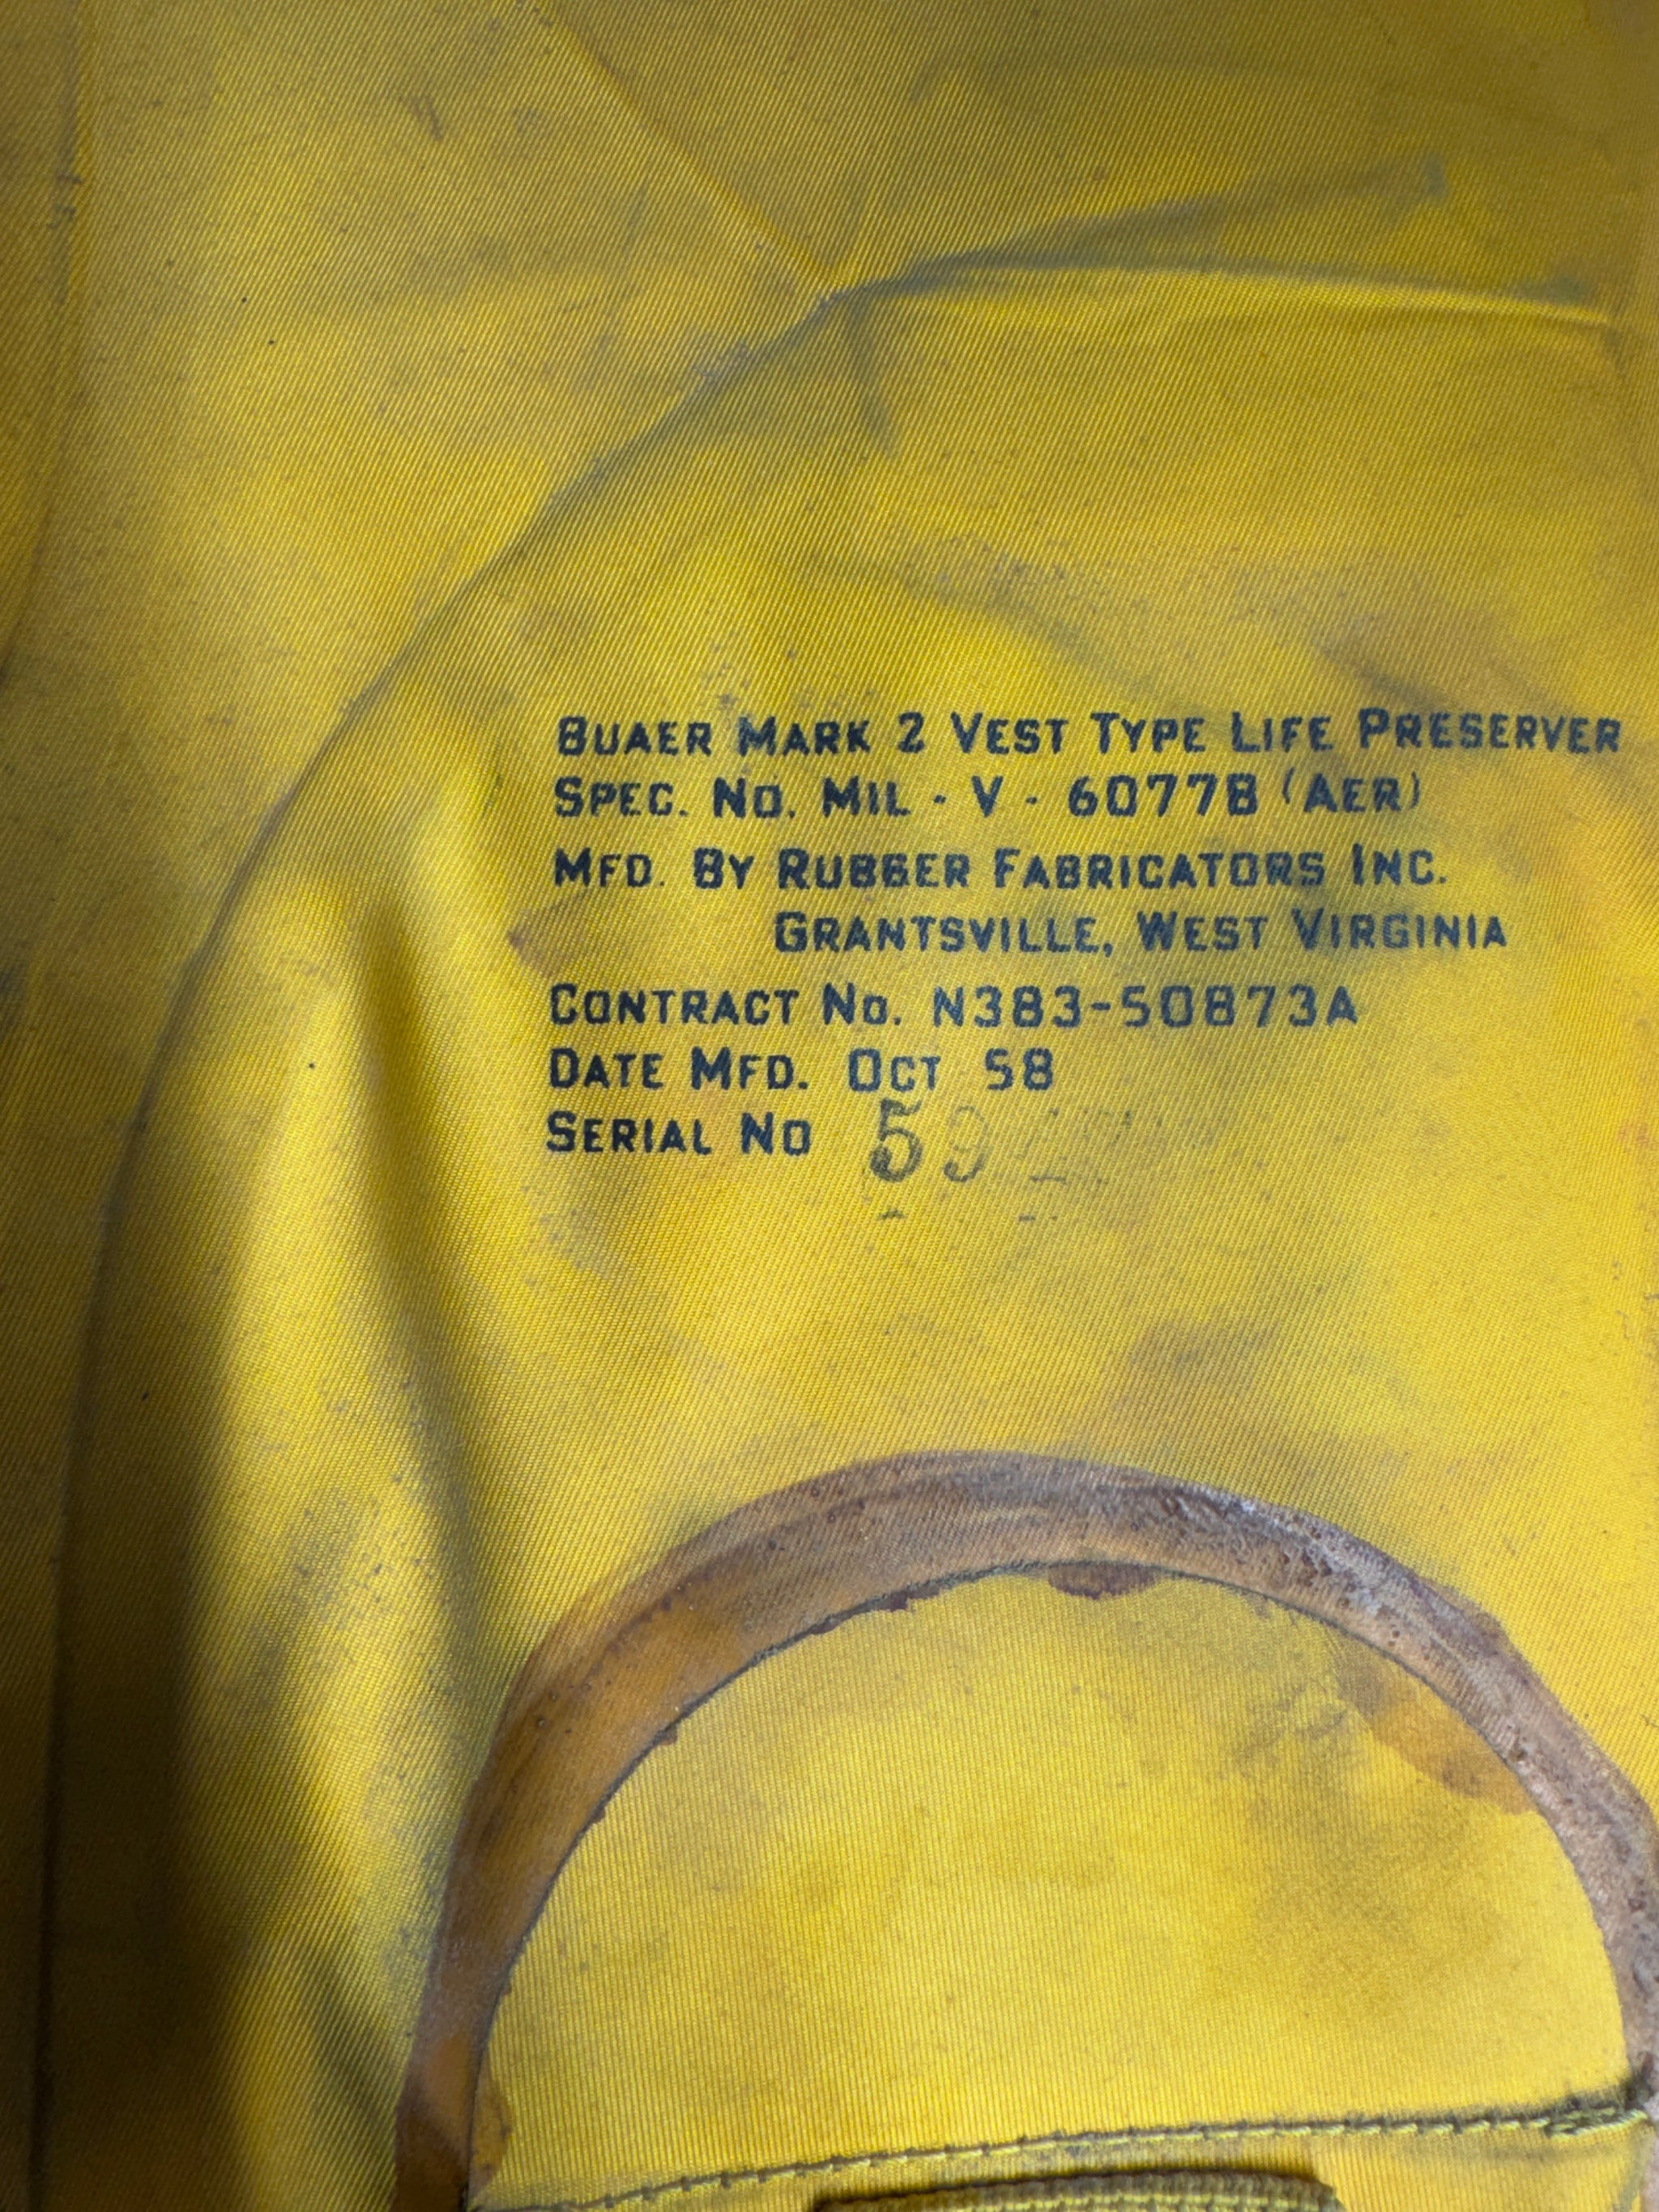 BUAER MARK 2 VEST TYPE LIFE PRESERVER
SPEC. NO. MIL - V - 6077B (AER)
MFD. BY RUBBER FABRICATORS INC.
GRANTSVILLE, WEST VIRGINIA
CONTRACT NO. N383-50873A
DATE MFD. OCT 58
SERIAL NO